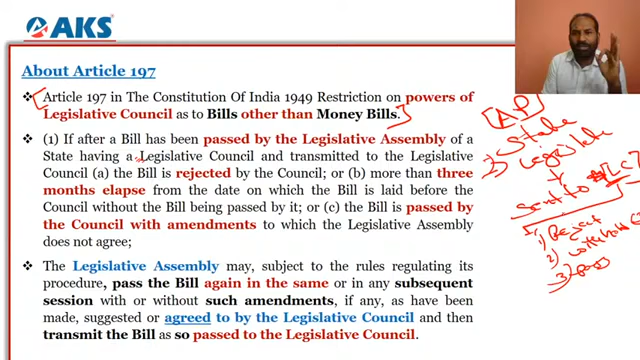 AKS
About Article 197
❖ Article 197 in The Constitution Of India 1949 Restriction on powers of
Legislative Council as to Bills other than Money Bills.
❖ (1) If after a Bill has been passed by the Legislative Assembly of a
State having a Legislative Council and transmitted to the Legislative
Council (a) the Bill is rejected by the Council; or (b) more than three
months elapse from the date on which the Bill is laid before the
Council without the Bill being passed by it; or (c) the Bill is passed by
the Council with amendments to which the Legislative Assembly
does not agree;
❖ The Legislative Assembly may, subject to the rules regulating its
procedure, pass the Bill again in the same or in any subsequent
session with or without such amendments, if any, as have been
made, suggested or agreed to by the Legislative Council and then
transmit the Bill as so passed to the Legislative Council.
[AP]
State
Legislate
Sent to LC
1) Reject
2)
3) pass